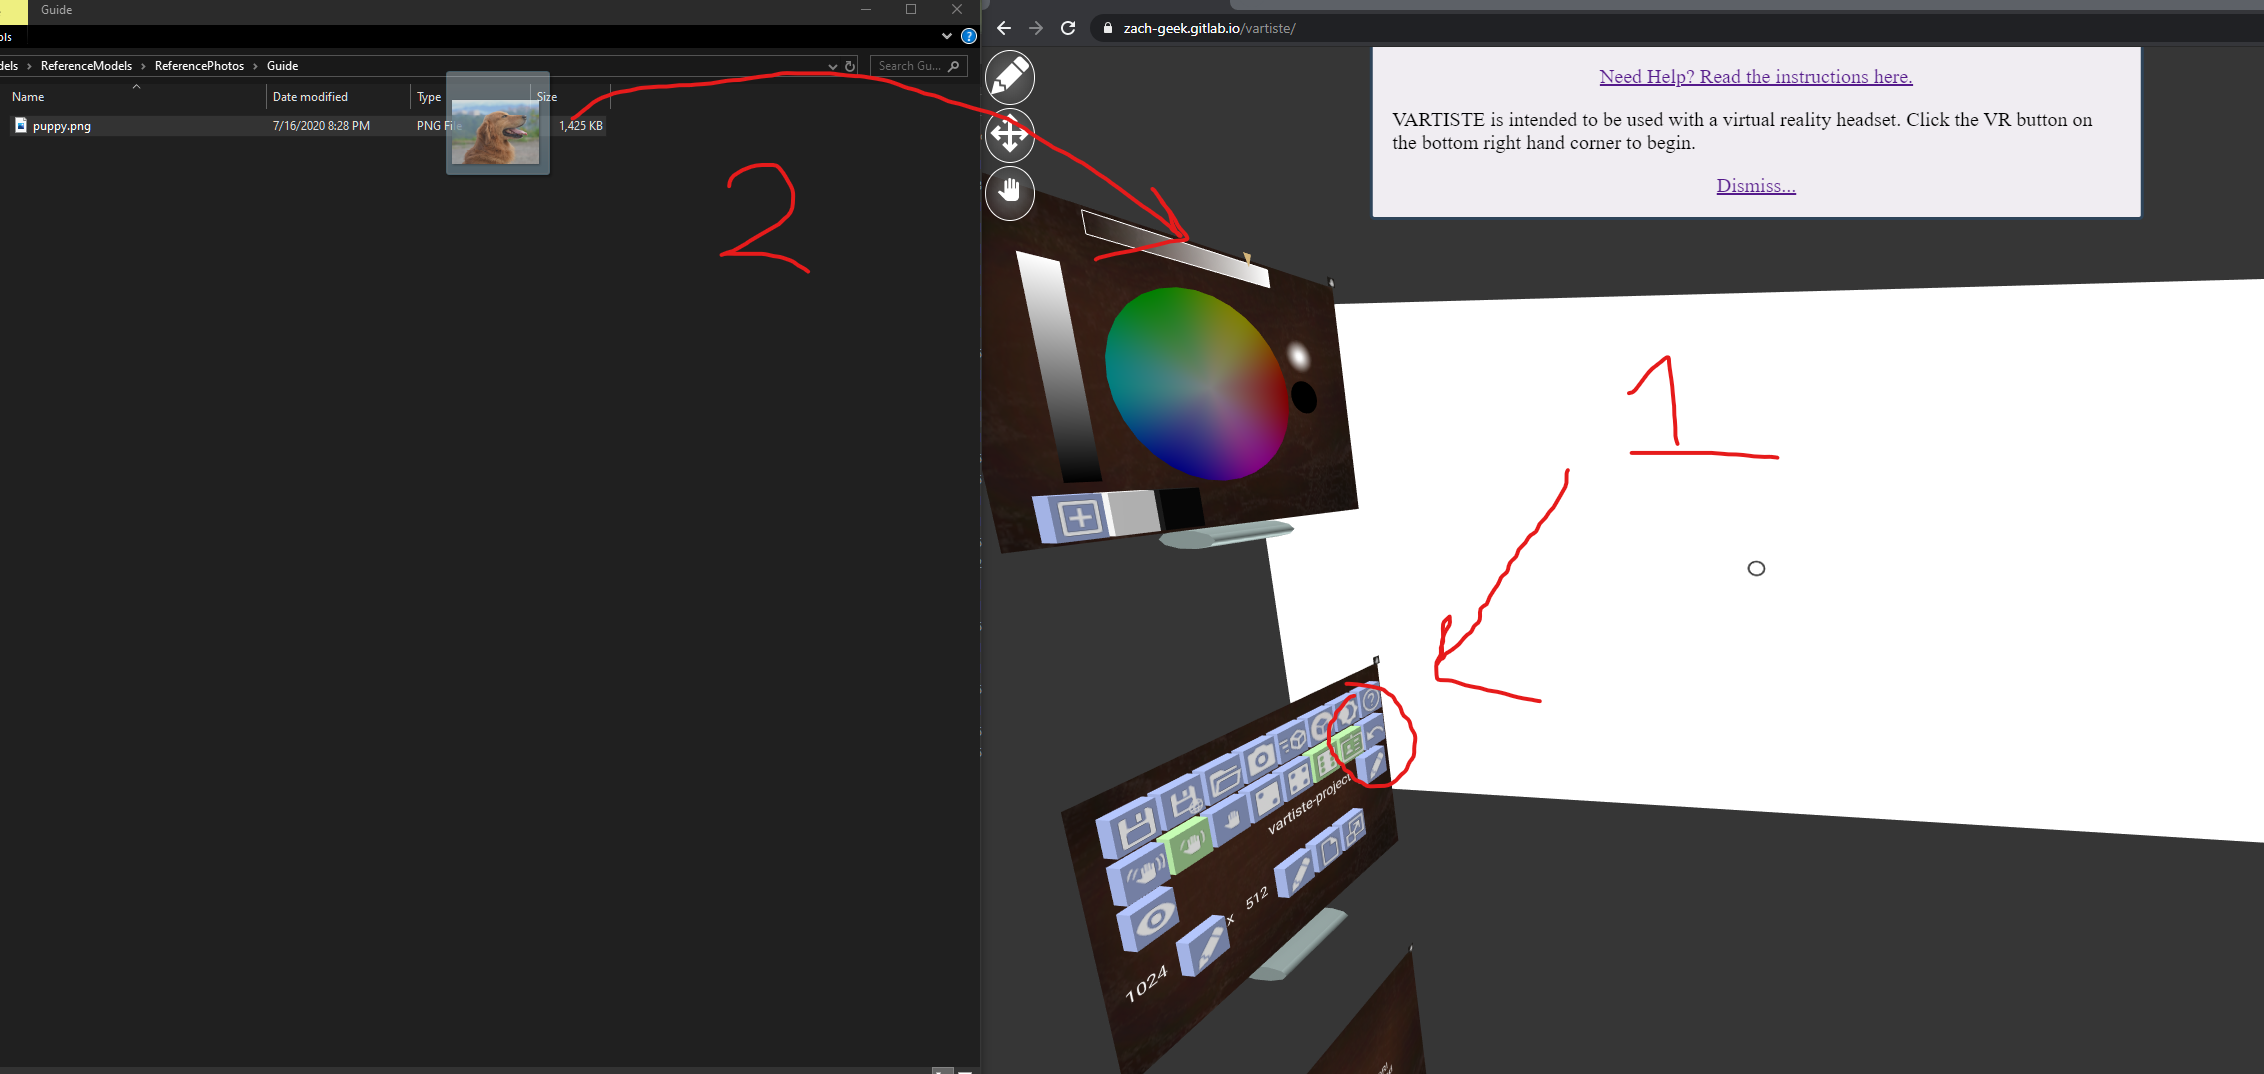 Guide
ols
dels > ReferenceModels > ReferencePhotos > Guide
Search Gu...
Name Date modified Type Size
puppy.png 7/16/2020 8:28 PM PNG File 1,425 KB
2
zach-geek.gitlab.io/vartiste/
Need Help? Read the instructions here.
VARTISTE is intended to be used with a virtual reality headset. Click the VR button on
the bottom right hand corner to begin.
Dismiss...
1
vartiste-project
1024 x 512